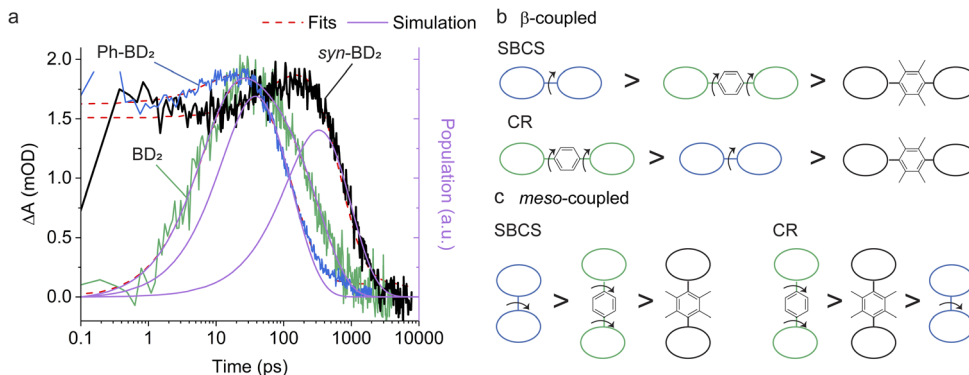 a
Fits
Simulation
Ph-BD₂
syn-BD₂
BD₂
ΔA (mOD)
2.0
1.5
1.0
0.5
0.0
0.1
1
10
100
1000
10000
Time (ps)
Population (a.u.)
b β-coupled
SBCS
>
>
CR
>
>
c meso-coupled
SBCS
CR
> > > >